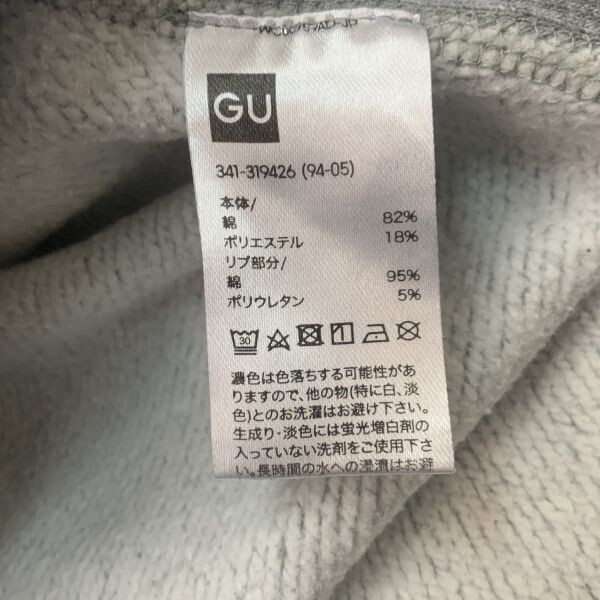 GU
341-319426 (94-05)
本体/
綿 82%
ポリエステル 18%
リブ部分/
綿 95%
ポリウレタン 5%
30
濃色は色落ちする可能性があ
りますので、他の物(特に白、淡
色)とのお洗濯はお避け下さい。
生成り・淡色には蛍光増白剤の
入っていない洗剤をご使用下さ
い。長時間の水への浸漬はお避